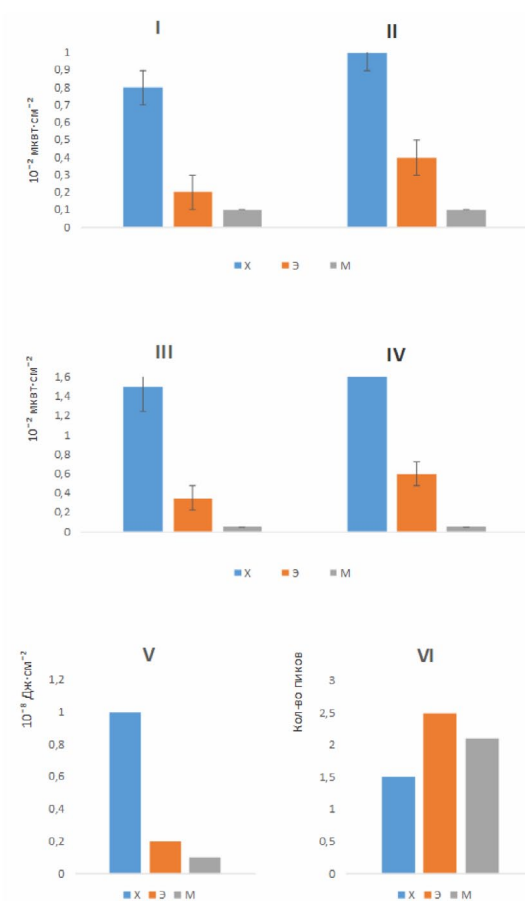 I
II
10⁻² мквт·см⁻²
1
0,9
0,8
0,7
0,6
0,5
0,4
0,3
0,2
0,1
0
X Э М
III
IV
10⁻² мквт·см⁻²
1,6
1,4
1,2
1
0,8
0,6
0,4
0,2
0
X Э М
V
VI
10⁻⁸ Дж·см⁻²
1,2
1
0,8
0,6
0,4
0,2
0
X Э М
Кол-во пиков
3
2,5
2
1,5
1
0,5
0
X Э М